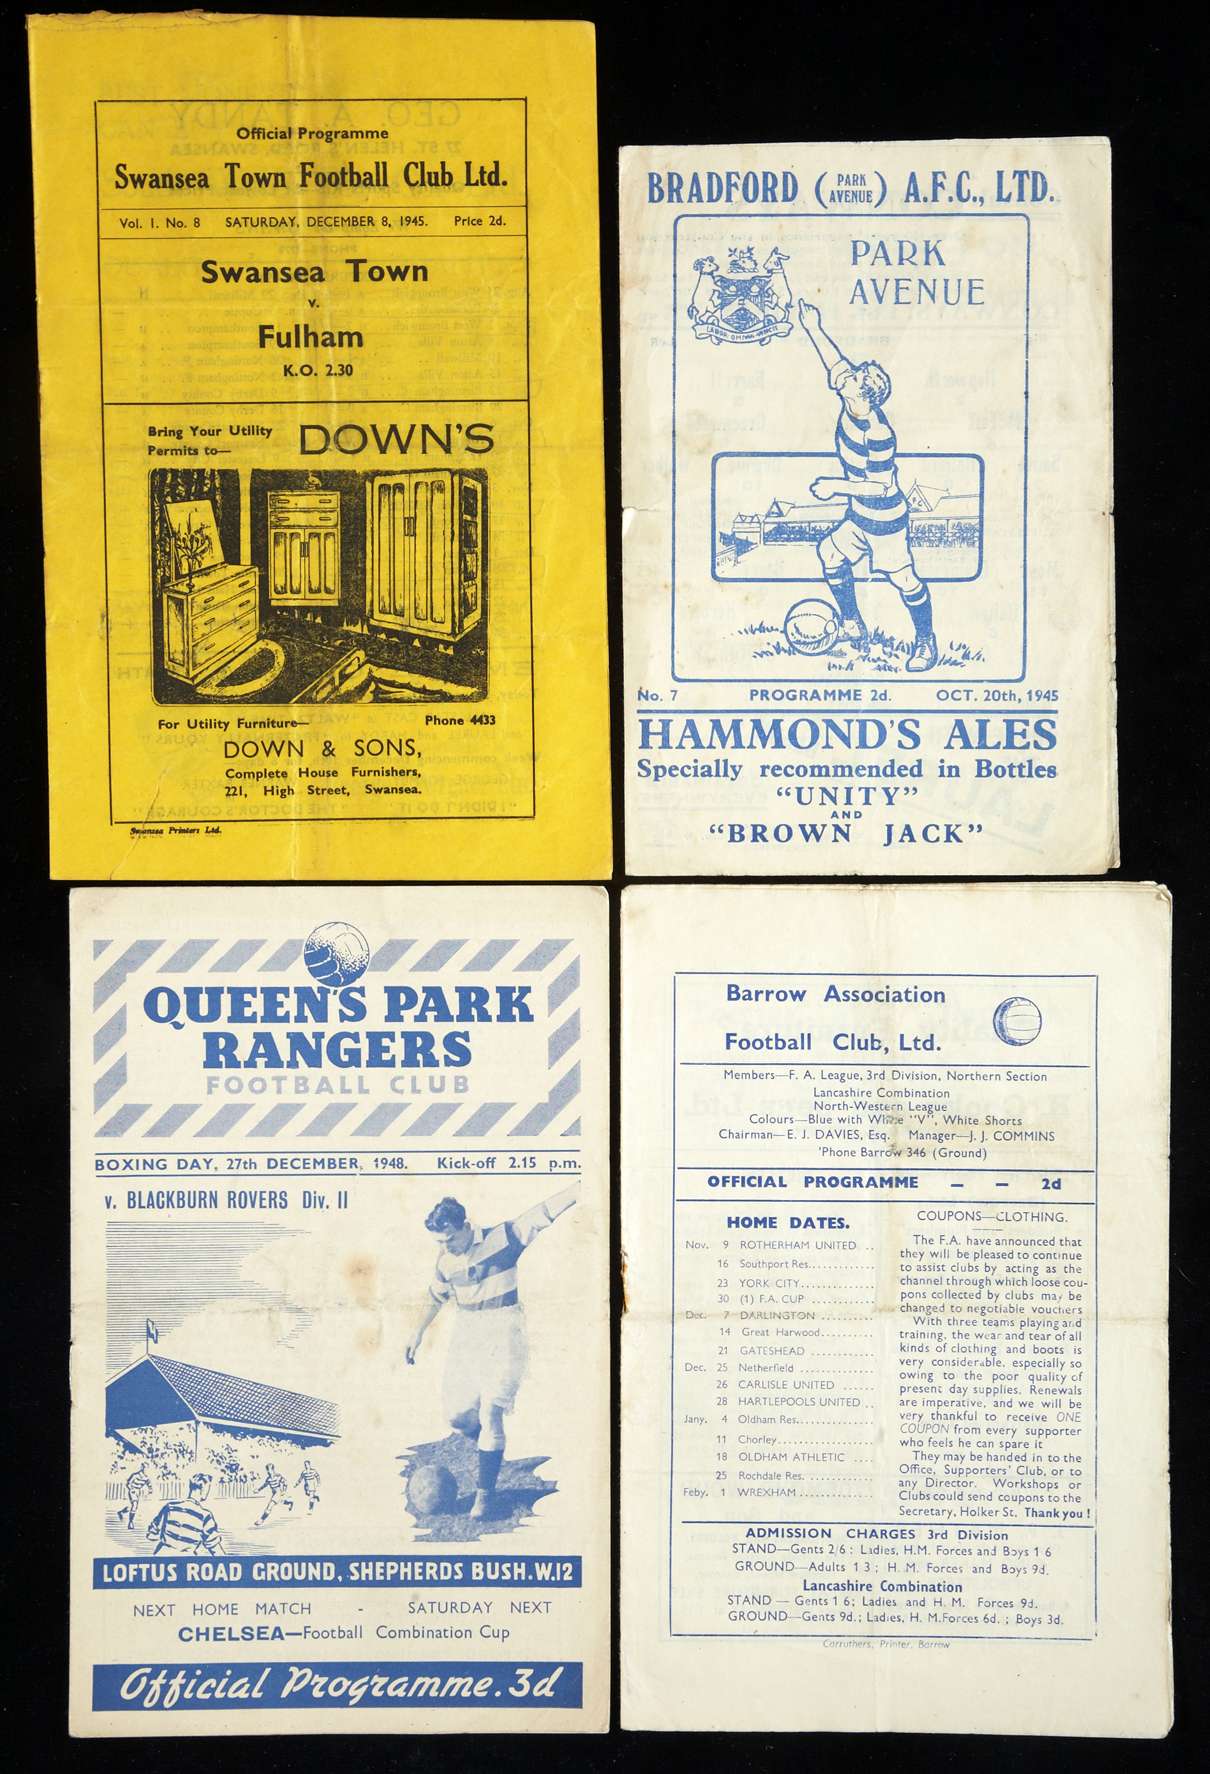 Official Programme
Swansea Town Football Club Ltd.
Vol. 1. No. 8 SATURDAY, DECEMBER 8, 1945. Price 2d.
Swansea Town
v.
Fulham
K.O. 2.30
Bring Your Utility
Permits to—
DOWN'S
For Utility Furniture— Phone 4433
DOWN & SONS,
Complete House Furnishers,
221, High Street, Swansea.
Swansea Printers Ltd.
BRADFORD (PARK AVENUE) A.F.C., LTD.
PARK
AVENUE
LABOR OMNIA VINCIT
No. 7 PROGRAMME 2d. OCT. 20th, 1945
HAMMOND'S ALES
Specially recommended in Bottles
"UNITY"
AND
"BROWN JACK"
QUEEN'S PARK
RANGERS
FOOTBALL CLUB
BOXING DAY, 27th DECEMBER, 1948. Kick-off 2.15 p.m.
v. BLACKBURN ROVERS Div. II
LOFTUS ROAD GROUND, SHEPHERDS BUSH. W.12
NEXT HOME MATCH - SATURDAY NEXT
CHELSEA—Football Combination Cup
Official Programme. 3d
Barrow Association
Football Club, Ltd.
Members—F. A. League, 3rd Division, Northern Section
Lancashire Combination
North-Western League
Colours—Blue with White "V", White Shorts
Chairman—E. J. DAVIES, Esq. Manager—J. J. COMMINS
'Phone Barrow 346 (Ground)
OFFICIAL PROGRAMME — — 2d
HOME DATES.
Nov. 9 ROTHERHAM UNITED ..
16 Southport Res.............
23 YORK CITY..............
30 (1) F.A. CUP ............
Dec. 7 DARLINGTON ..........
14 Great Harwood..........
21 GATESHEAD ............
Dec. 25 Netherfield ..............
26 CARLISLE UNITED ......
28 HARTLEPOOLS UNITED ..
Jany. 4 Oldham Res..............
11 Chorley..................
18 OLDHAM ATHLETIC ....
25 Rochdale Res. ............
Feby. 1 WREXHAM..............
COUPONS—CLOTHING.
The F.A. have announced that
they will be pleased to continue
to assist clubs by acting as the
channel through which loose cou-
pons collected by clubs may be
changed to negotiable vouchers
With three teams playing and
training, the wear and tear of all
kinds of clothing and boots is
very considerable, especially so
owing to the poor quality of
present day supplies. Renewals
are imperative, and we will be
very thankful to receive ONE
COUPON from every supporter
who feels he can spare it
They may be handed in to the
Office, Supporters' Club, or to
any Director. Workshops or
Clubs could send coupons to the
Secretary, Holker St. Thank you!
ADMISSION CHARGES 3rd Division
STAND—Gents 2/6 ; Ladies, H.M. Forces and Boys 1 6
GROUND—Adults 1 3 ; H. M. Forces and Boys 9d.
Lancashire Combination
STAND — Gents 1 6; Ladies and H. M. Forces 9d.
GROUND—Gents 9d.; Ladies, H. M. Forces 6d. ; Boys 3d.
Carruthers, Printer, Barrow